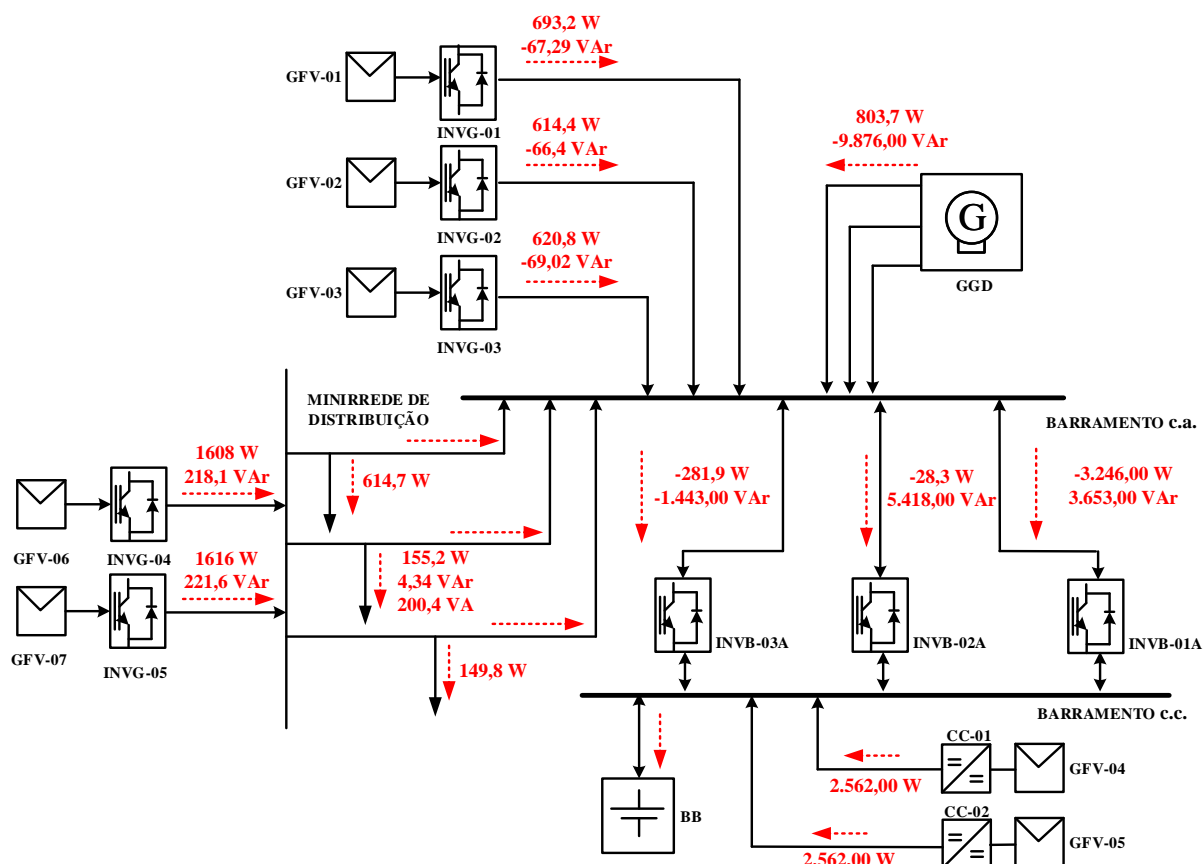 693,2 W
-67,29 VAr
GFV-01
INVG-01
614,4 W
-66,4 VAr
GFV-02
INVG-02
620,8 W
-69,02 VAr
GFV-03
INVG-03
803,7 W
-9.876,00 VAr
G
GGD
MINIRREDE DE
DISTRIBUIÇÃO
BARRAMENTO c.a.
1608 W
218,1 VAr
GFV-06
INVG-04
1616 W
221,6 VAr
GFV-07
INVG-05
614,7 W
155,2 W
4,34 VAr
200,4 VA
149,8 W
-281,9 W
-1.443,00 VAr
-28,3 W
5.418,00 VAr
-3.246,00 W
3.653,00 VAr
INVB-03A
INVB-02A
INVB-01A
BARRAMENTO c.c.
BB
CC-01
2.562,00 W
GFV-04
CC-02
2.562,00 W
GFV-05